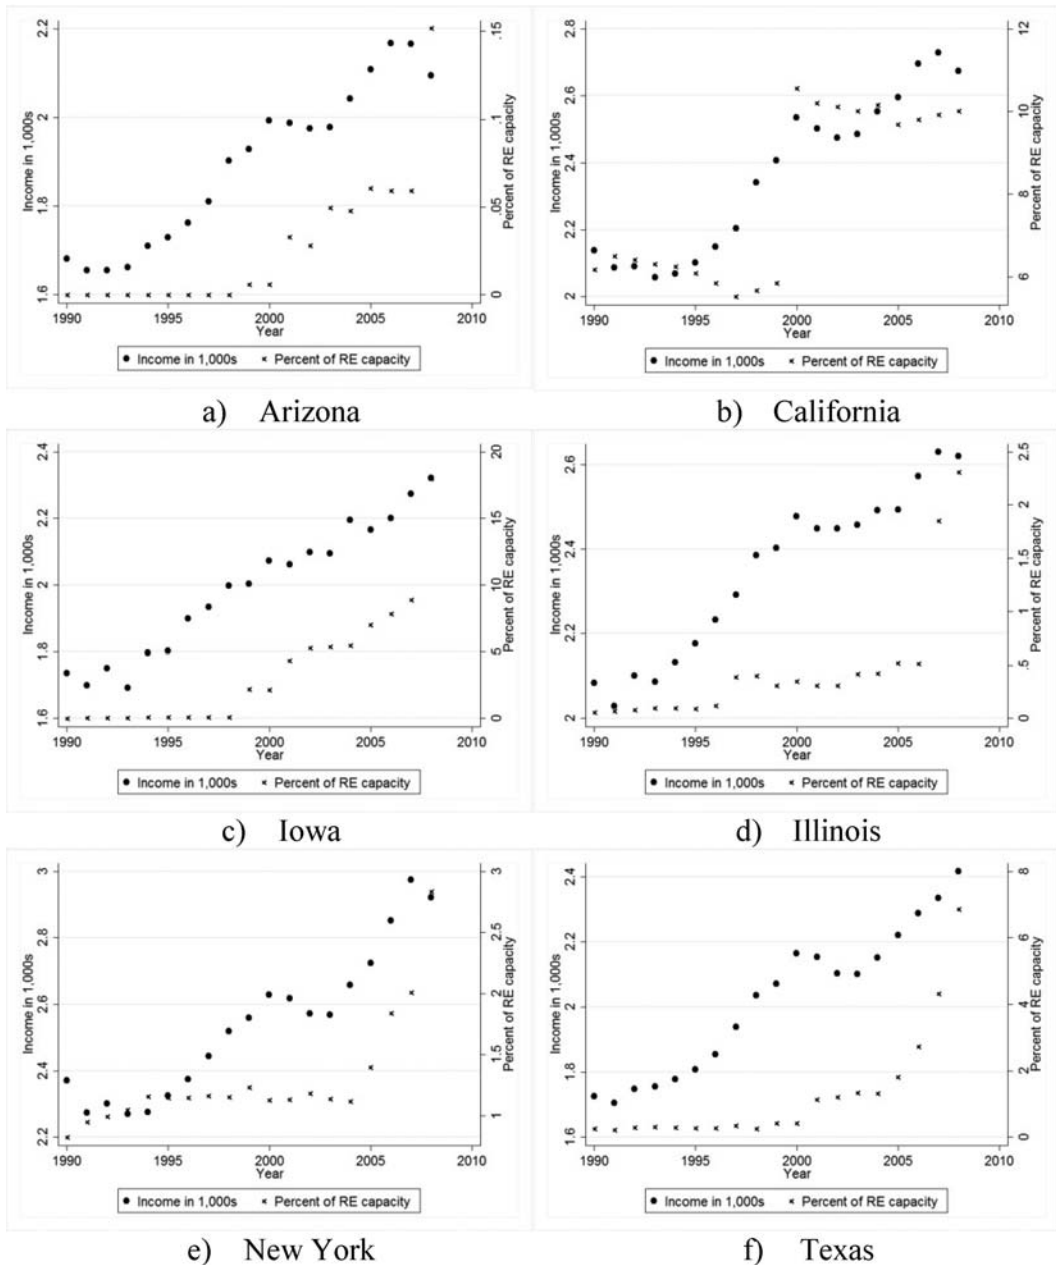 2.2
2
1.8
1.6
Income in 1,000s
.15
.1
.05
0
Percent of RE capacity
1990 1995 2000 2005 2010
Year
Income in 1,000s Percent of RE capacity
a) Arizona
2.8
2.6
2.4
2.2
2
Income in 1,000s
12
10
8
6
Percent of RE capacity
1990 1995 2000 2005 2010
Year
Income in 1,000s Percent of RE capacity
b) California
2.4
2.2
2
1.8
1.6
Income in 1,000s
20
15
10
5
0
Percent of RE capacity
1990 1995 2000 2005 2010
Year
Income in 1,000s Percent of RE capacity
c) Iowa
2.6
2.4
2.2
2
Income in 1,000s
2.5
2
1.5
1
.5
0
Percent of RE capacity
1990 1995 2000 2005 2010
Year
Income in 1,000s Percent of RE capacity
d) Illinois
3
2.8
2.6
2.4
2.2
Income in 1,000s
3
2.5
2
1.5
1
Percent of RE capacity
1990 1995 2000 2005 2010
Year
Income in 1,000s Percent of RE capacity
e) New York
2.4
2.2
2
1.8
1.6
Income in 1,000s
8
6
4
2
0
Percent of RE capacity
1990 1995 2000 2005 2010
Year
Income in 1,000s Percent of RE capacity
f) Texas